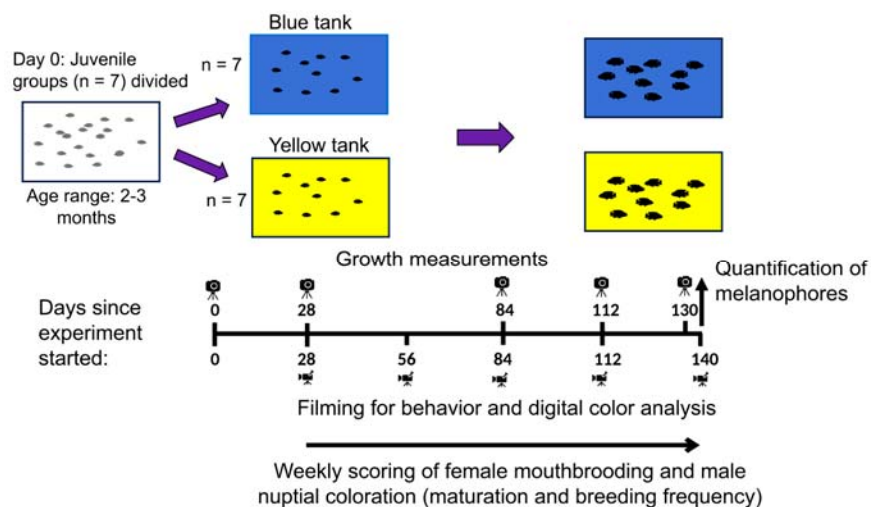 Blue tank
Day 0: Juvenile
groups (n = 7) divided
n = 7
Yellow tank
n = 7
Age range: 2-3
months
Growth measurements
Quantification of
melanophores
Days since
experiment
started:
0 28 84 112 130
0 28 56 84 112 140
Filming for behavior and digital color analysis
Weekly scoring of female mouthbrooding and male
nuptial coloration (maturation and breeding frequency)